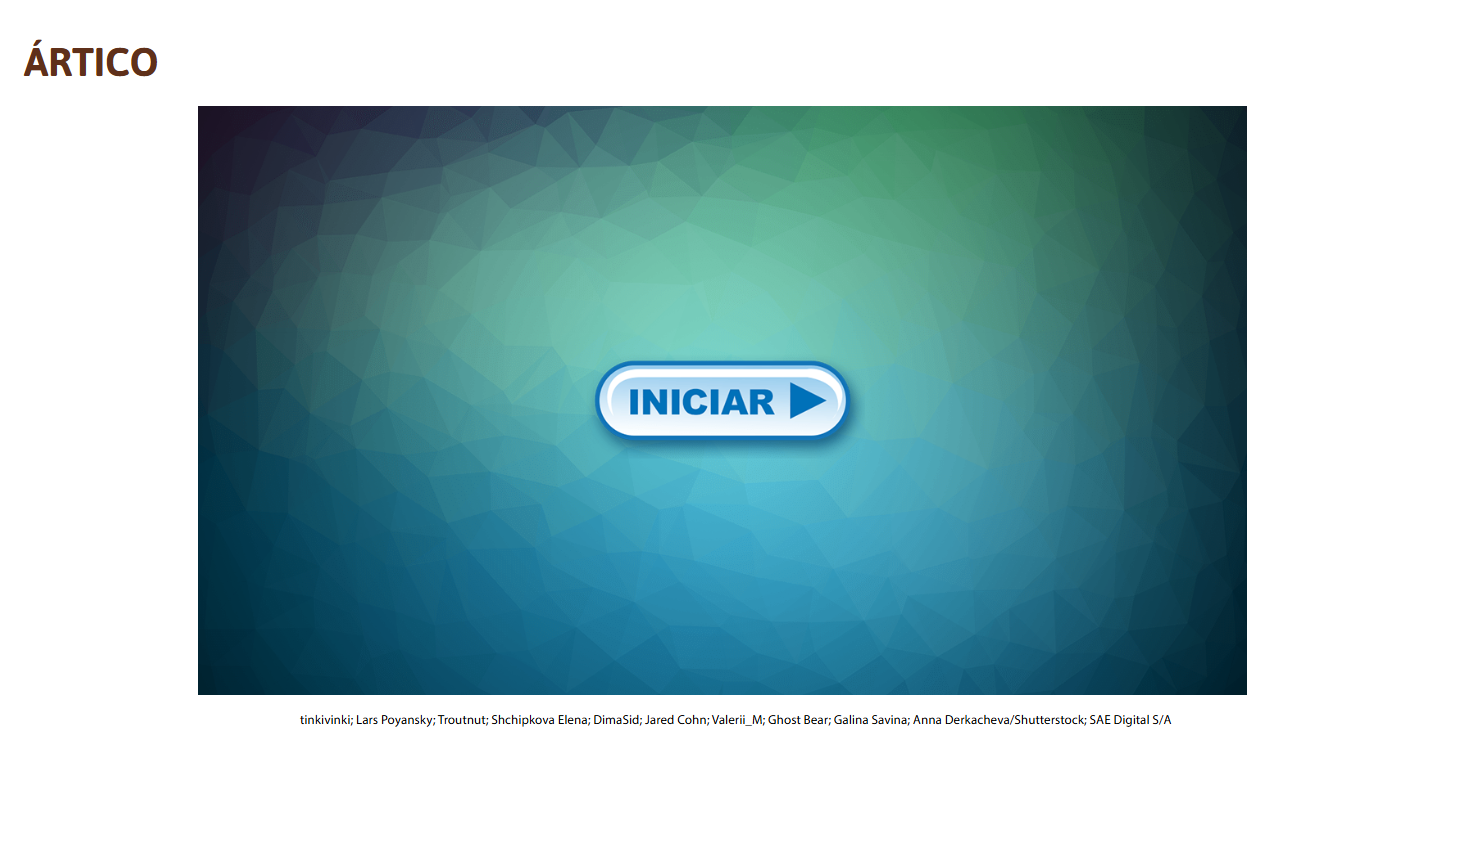 ÁRTICO
INICIAR
tinkivinki; Lars Poyansky; Troutnut; Shchipkova Elena; DimaSid; Jared Cohn; Valerii_M; Ghost Bear; Galina Savina; Anna Derkacheva/Shutterstock; SAE Digital S/A